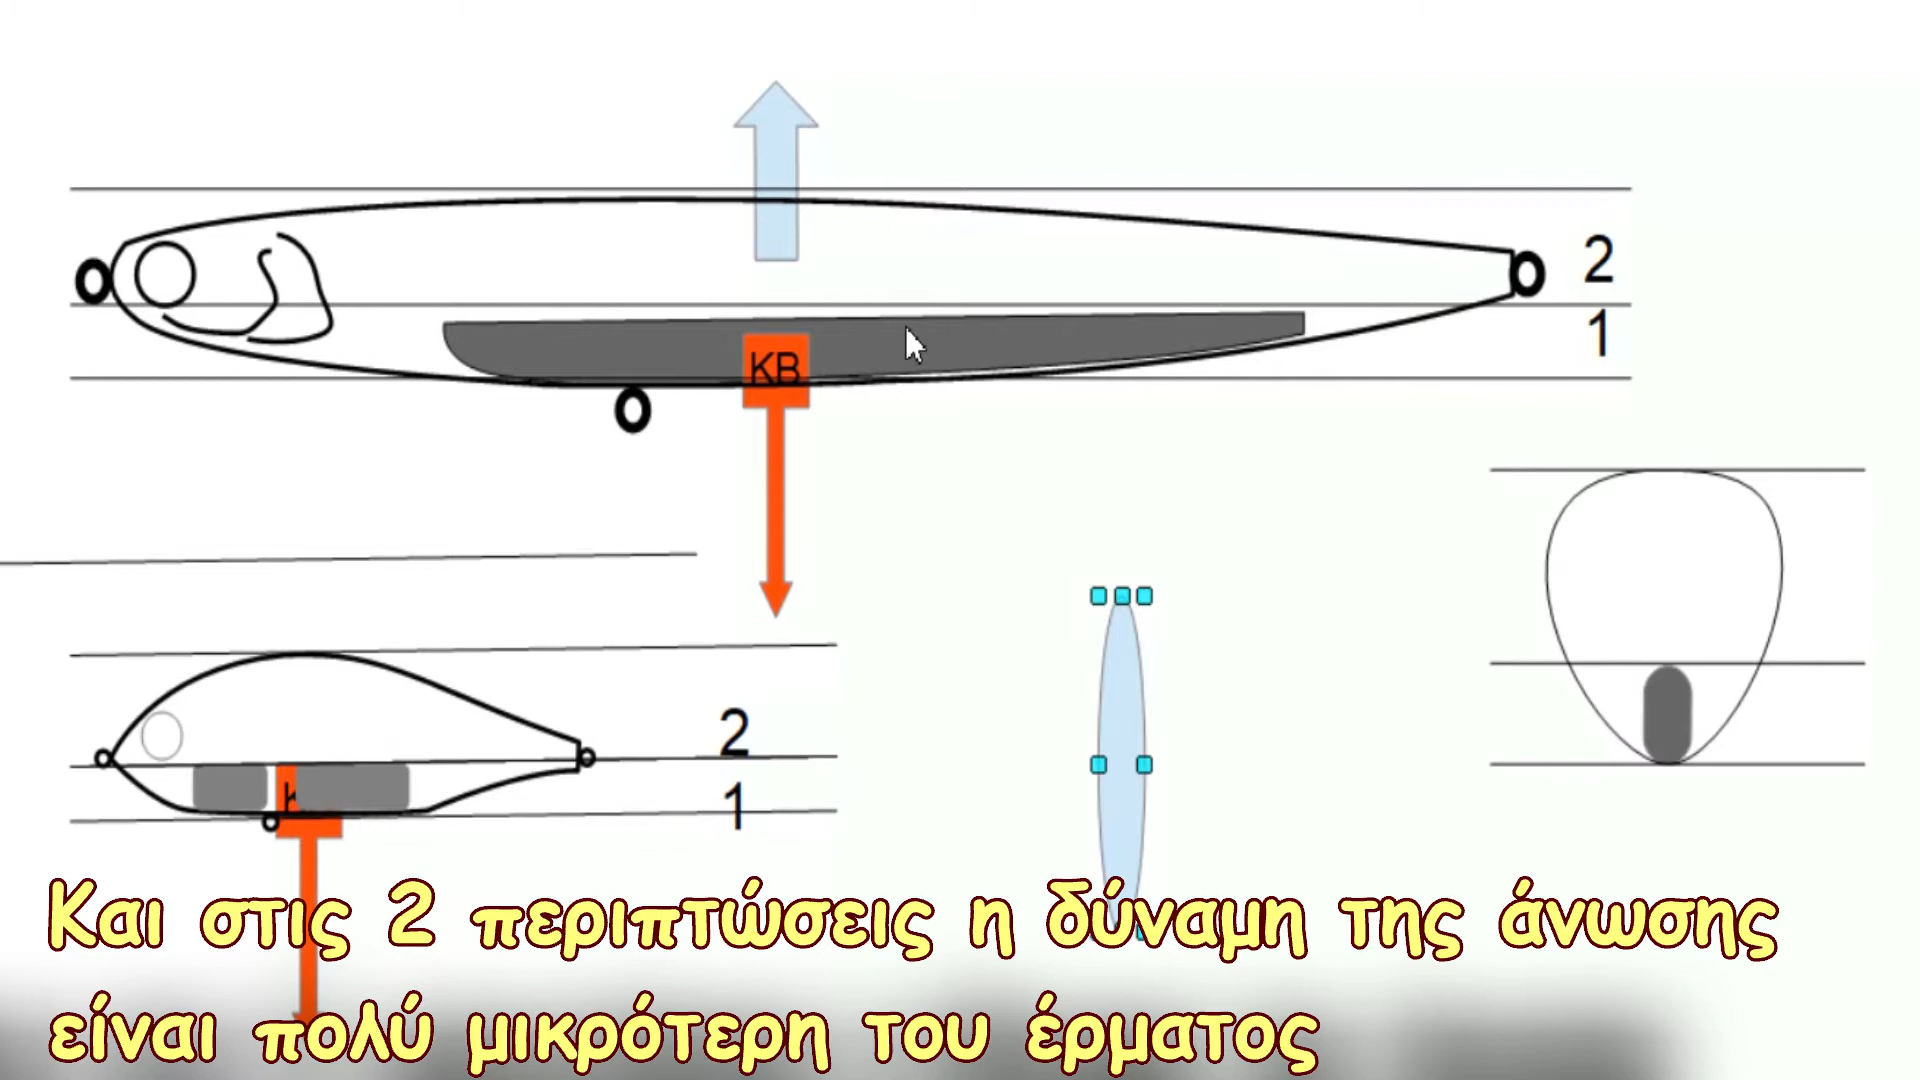 2
1
KB
2
1
Και στις 2 περιπτώσεις η δύναμη της άνωσης
είναι πολύ μικρότερη του έρματος